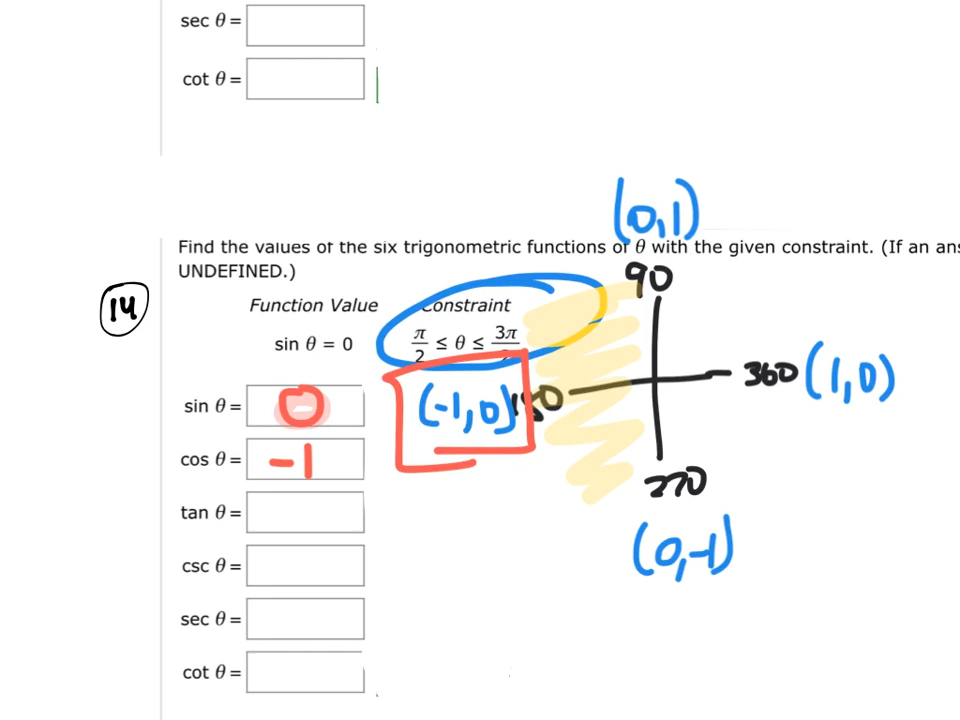 sec θ =
cot θ =
(0,1)
Find the values of the six trigonometric functions of θ with the given constraint. (If an ans
UNDEFINED.)
90
14
Function Value Constraint
sin θ = 0 π/2 ≤ θ ≤ 3π
360 (1,0)
sin θ = 0 (-1,0) 180
cos θ = -1
270
tan θ =
(0,-1)
csc θ =
sec θ =
cot θ =